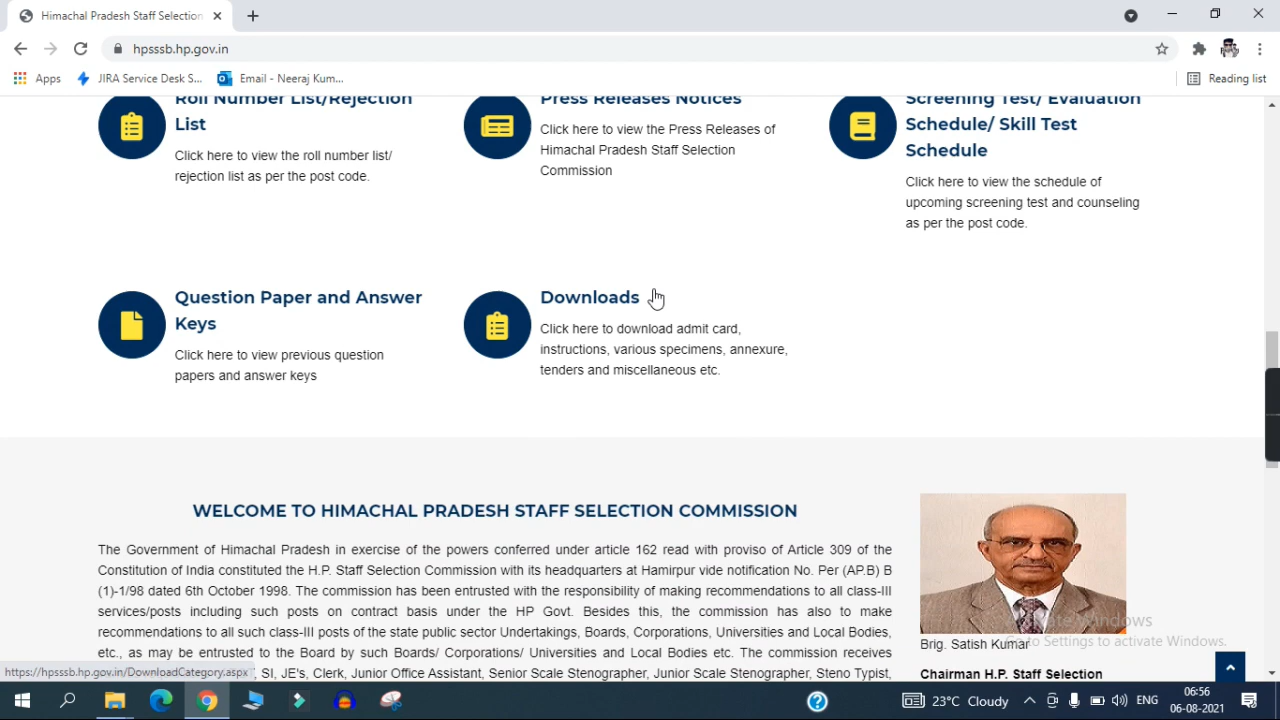 Himachal Pradesh Staff Selection
hpsssb.hp.gov.in
Apps
JIRA Service Desk S...
Email - Neeraj Kum...
Reading list
Roll Number List/Rejection
List
Click here to view the roll number list/
rejection list as per the post code.
Press Releases Notices
Click here to view the Press Releases of
Himachal Pradesh Staff Selection
Commission
Screening Test/ Evaluation
Schedule/ Skill Test
Schedule
Click here to view the schedule of
upcoming screening test and counseling
as per the post code.
Question Paper and Answer
Keys
Click here to view previous question
papers and answer keys
Downloads
Click here to download admit card,
instructions, various specimens, annexure,
tenders and miscellaneous etc.
WELCOME TO HIMACHAL PRADESH STAFF SELECTION COMMISSION
The Government of Himachal Pradesh in exercise of the powers conferred under article 162 read with proviso of Article 309 of the
Constitution of India constituted the H.P. Staff Selection Commission with its headquarters at Hamirpur vide notification No. Per (AP.B) B
(1)-1/98 dated 6th October 1998. The commission has been entrusted with the responsibility of making recommendations to all class-III
services/posts including such posts on contract basis under the HP Govt. Besides this, the commission has also to make
recommendations to all such class-III posts of the state public sector Undertakings, Boards, Corporations, Universities and Local Bodies
etc., as may be entrusted to the Board by such Boards/ Corporations/ Universities and Local Bodies etc. The commission receives
SI, JE's, Clerk, Junior Office Assistant, Senior Scale Stenographer, Junior Scale Stenographer, Steno Typist,
Brig. Satish Kumar
Chairman H.P. Staff Selection
Activate Windows
Go to Settings to activate Windows.
https://hpsssb.hp.gov.in/DownloadCategory.aspx
23°C Cloudy
ENG
06:56
06-08-2021